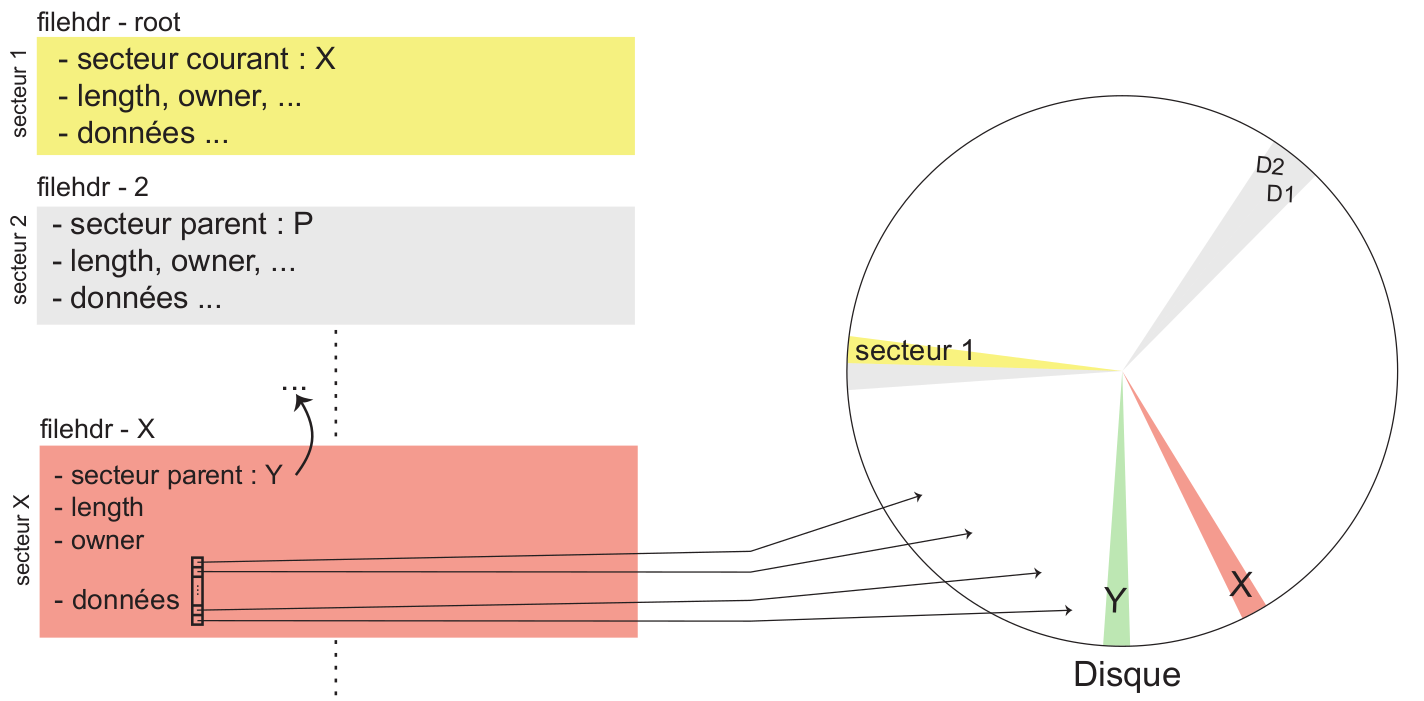 filehdr - root
secteur 1
- secteur courant : X
- length, owner, ...
- données ...
filehdr - 2
secteur 2
- secteur parent : P
- length, owner, ...
- données ...
...
filehdr - X
secteur X
- secteur parent : Y
- length
- owner
- données
...
D2
D1
secteur 1
Y
X
Disque